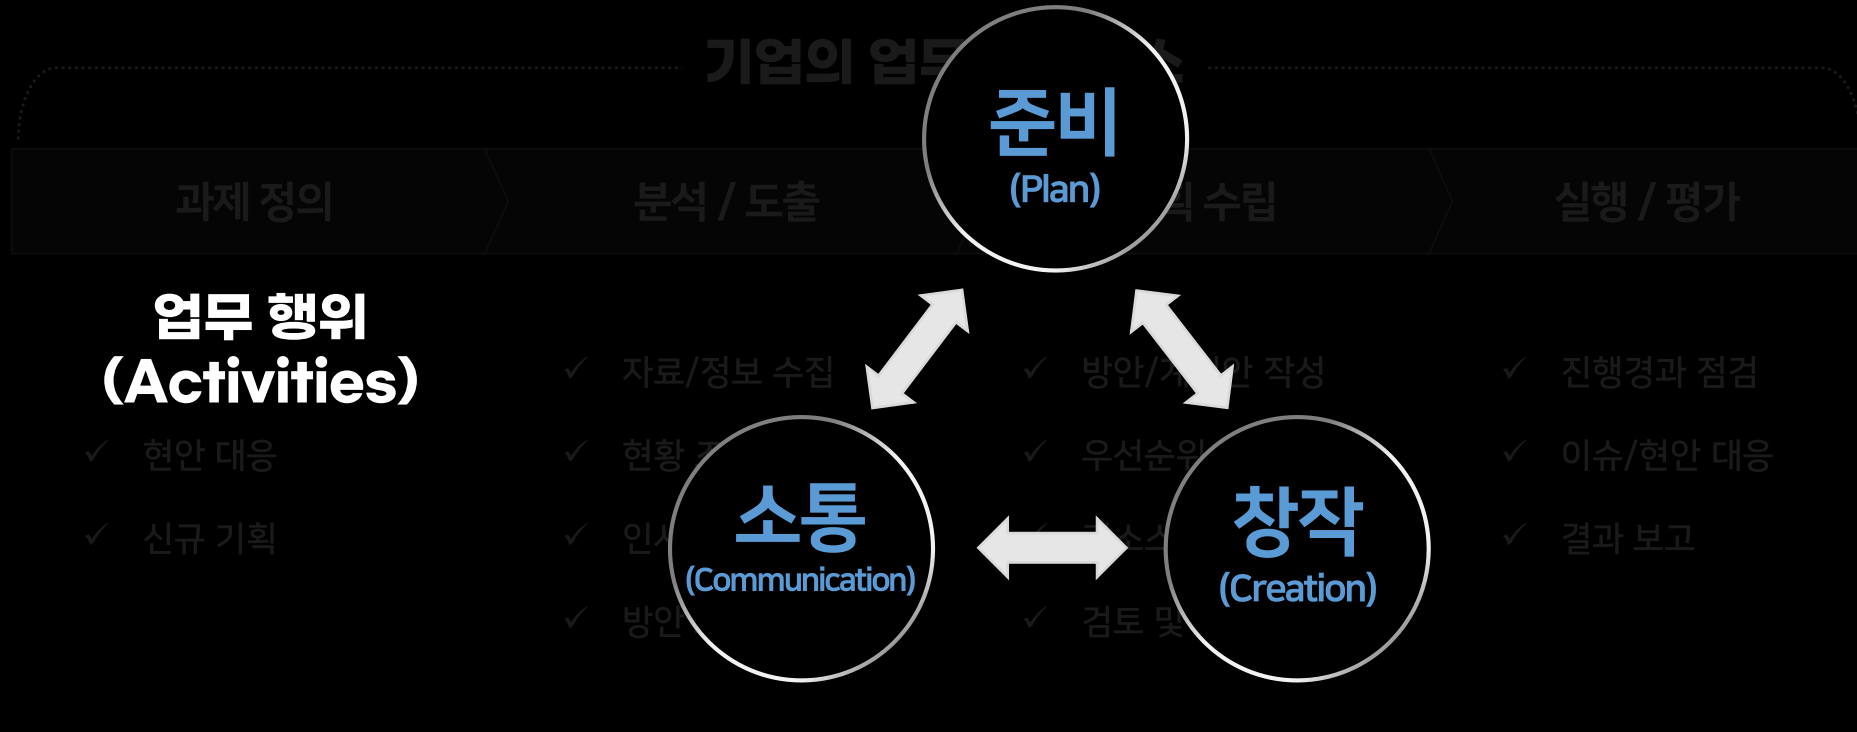 기업의 업무
준비
(Plan)
과제 정의
분석 / 도출
수립
실행 / 평가
업무 행위
(Activities)
✓ 자료/정보 수집
✓ 작성
✓ 진행경과 점검
✓ 현안 대응
✓ 현황
✓ 우선순위
✓ 이슈/현안 대응
소통
(Communication)
창작
(Creation)
✓ 신규 기획
✓ 결과 보고
✓ 방안
✓ 검토 및